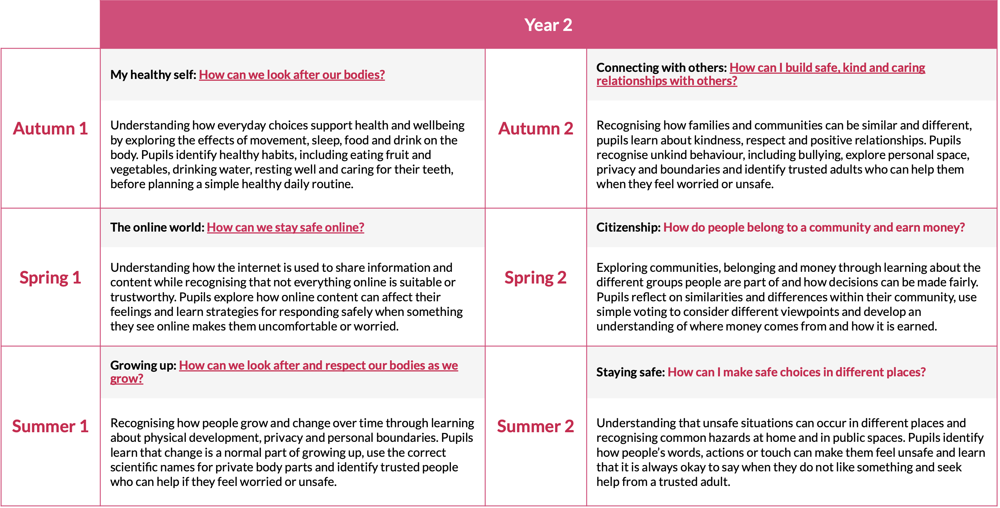 Year 2
Autumn 1
My healthy self: How can we look after our bodies?
Understanding how everyday choices support health and wellbeing
by exploring the effects of movement, sleep, food and drink on the
body. Pupils identify healthy habits, including eating fruit and
vegetables, drinking water, resting well and caring for their teeth,
before planning a simple healthy daily routine.
Autumn 2
Connecting with others: How can I build safe, kind and caring
relationships with others?
Recognising how families and communities can be similar and different,
pupils learn about kindness, respect and positive relationships. Pupils
recognise unkind behaviour, including bullying, explore personal space,
privacy and boundaries and identify trusted adults who can help them
when they feel worried or unsafe.
Spring 1
The online world: How can we stay safe online?
Understanding how the internet is used to share information and
content while recognising that not everything online is suitable or
trustworthy. Pupils explore how online content can affect their
feelings and learn strategies for responding safely when something
they see online makes them uncomfortable or worried.
Spring 2
Citizenship: How do people belong to a community and earn money?
Exploring communities, belonging and money through learning about the
different groups people are part of and how decisions can be made fairly.
Pupils reflect on similarities and differences within their community, use
simple voting to consider different viewpoints and develop an
understanding of where money comes from and how it is earned.
Summer 1
Growing up: How can we look after and respect our bodies as we
grow?
Recognising how people grow and change over time through learning
about physical development, privacy and personal boundaries. Pupils
learn that change is a normal part of growing up, use the correct
scientific names for private body parts and identify trusted people
who can help if they feel worried or unsafe.
Summer 2
Staying safe: How can I make safe choices in different places?
Understanding that unsafe situations can occur in different places and
recognising common hazards at home and in public spaces. Pupils identify
how people’s words, actions or touch can make them feel unsafe and learn
that it is always okay to say when they do not like something and seek
help from a trusted adult.